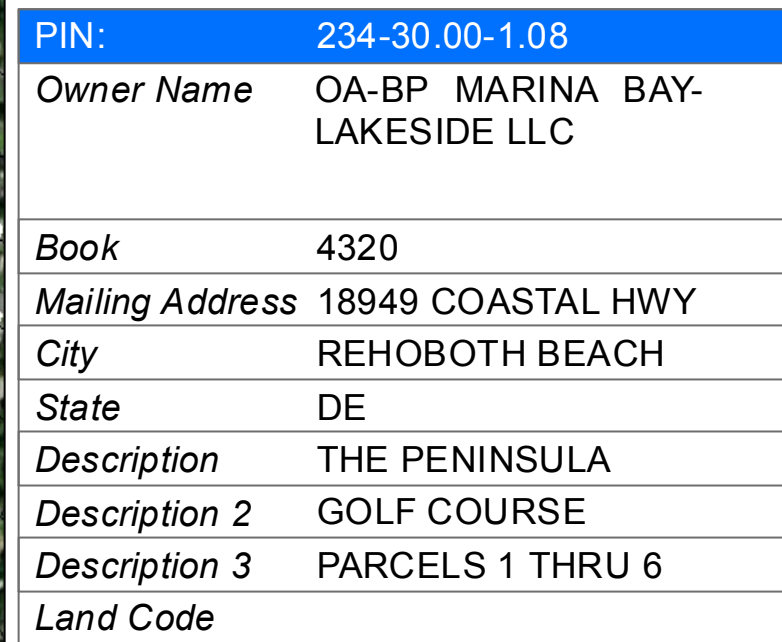 PIN: 234-30.00-1.08
Owner Name OA-BP MARINA BAY-
LAKESIDE LLC
Book 4320
Mailing Address 18949 COASTAL HWY
City REHOBOTH BEACH
State DE
Description THE PENINSULA
Description 2 GOLF COURSE
Description 3 PARCELS 1 THRU 6
Land Code